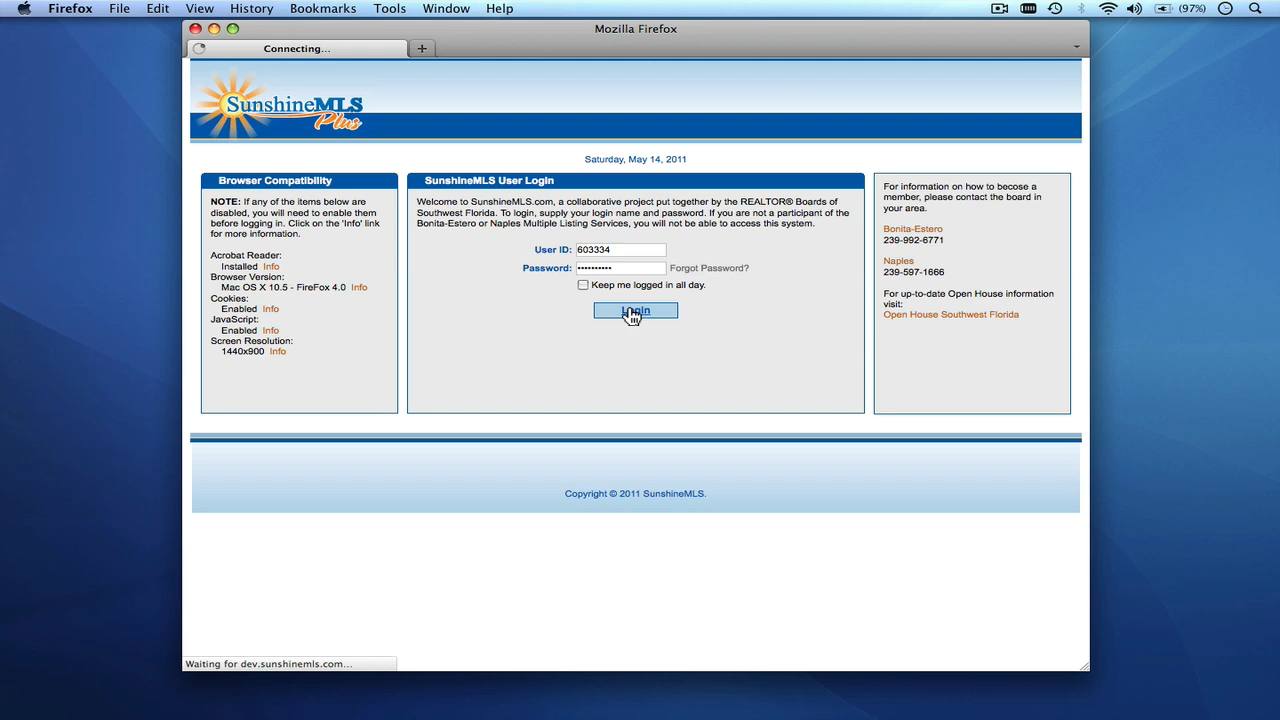 Firefox File Edit View History Bookmarks Tools Window Help (97%)
Mozilla Firefox
Connecting...
SunshineMLS
Plus
Saturday, May 14, 2011
Browser Compatibility
NOTE: If any of the items below are
disabled, you will need to enable them
before logging in. Click on the 'Info' link
for more information.
Acrobat Reader:
Installed Info
Browser Version:
Mac OS X 10.5 - FireFox 4.0 Info
Cookies:
Enabled Info
JavaScript:
Enabled Info
Screen Resolution:
1440x900 Info
SunshineMLS User Login
Welcome to SunshineMLS.com, a collaborative project put together by the REALTOR® Boards of
Southwest Florida. To login, supply your login name and password. If you are not a participant of the
Bonita-Estero or Naples Multiple Listing Services, you will not be able to access this system.
User ID: 603334
Password: •••••••••• Forgot Password?
Keep me logged in all day.
Login
For information on how to becose a
member, please contact the board in
your area.
Bonita-Estero
239-992-6771
Naples
239-597-1666
For up-to-date Open House information
visit:
Open House Southwest Florida
Copyright © 2011 SunshineMLS.
Waiting for dev.sunshinemls.com...